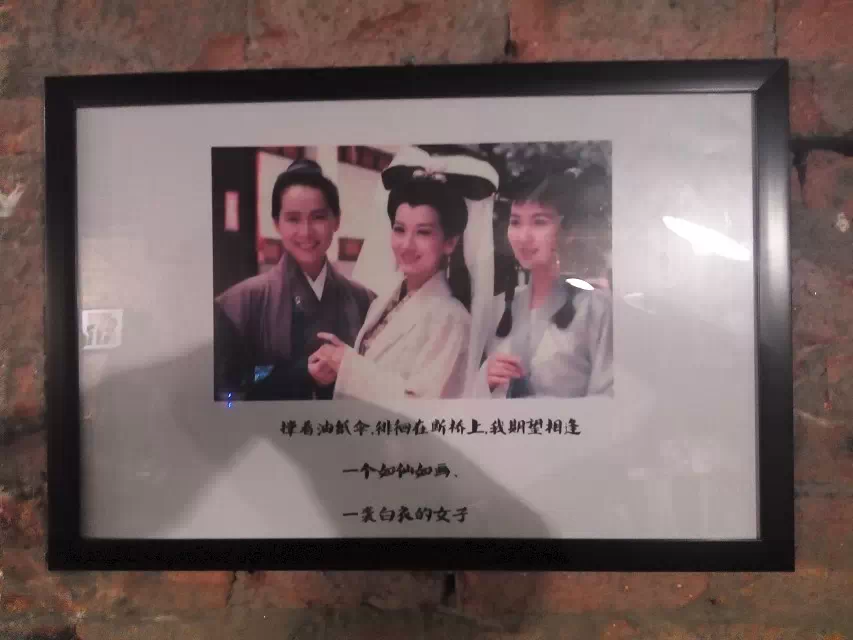 撑着油纸伞,徘徊在断桥上,我期望相逢
一个如仙如画、
一袭白衣的女子